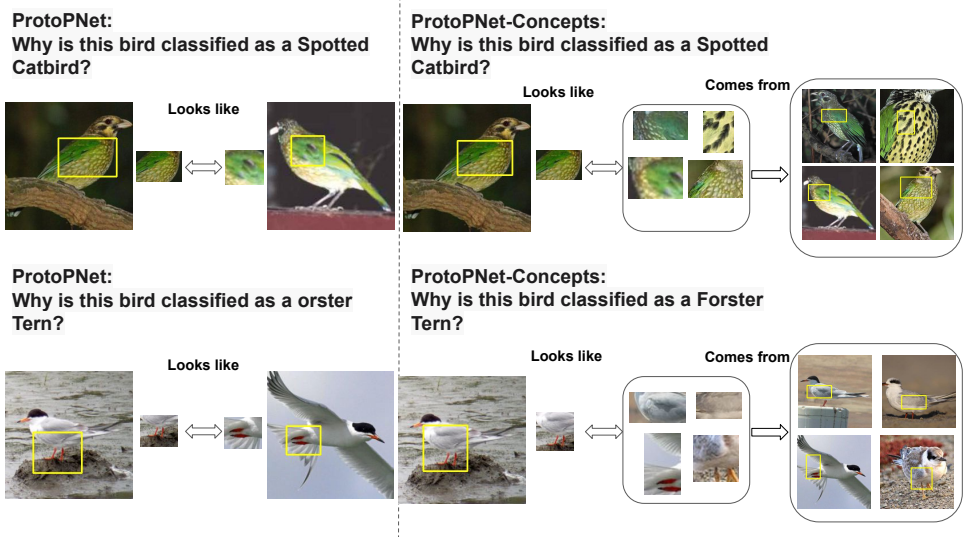 ProtoPNet:
Why is this bird classified as a Spotted
Catbird?
Looks like
ProtoPNet-Concepts:
Why is this bird classified as a Spotted
Catbird?
Looks like
Comes from
ProtoPNet:
Why is this bird classified as a orster
Tern?
Looks like
ProtoPNet-Concepts:
Why is this bird classified as a Forster
Tern?
Looks like
Comes from